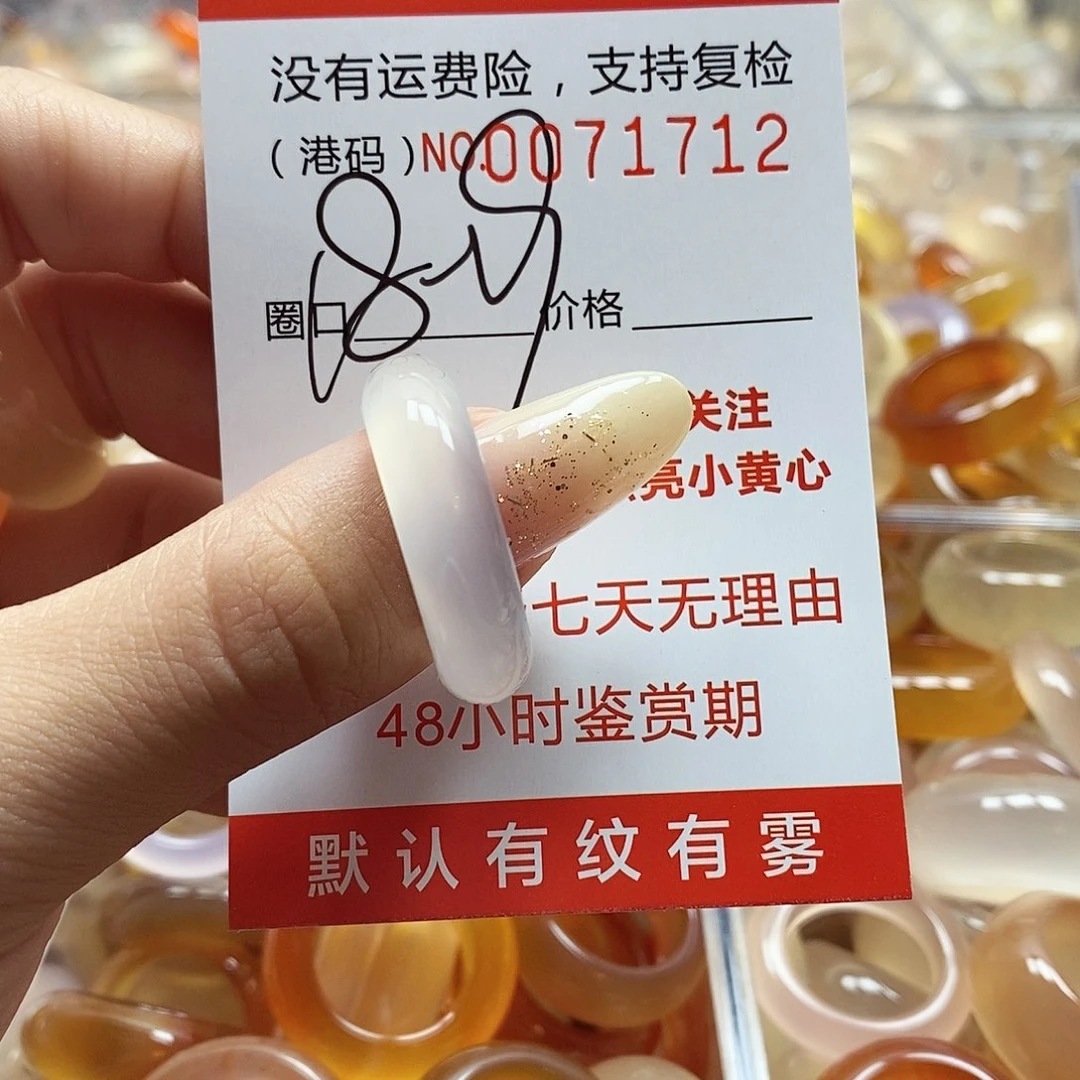 没有运费险，支持复检
(港码)NO.0071712
圈口 价格
关注
亮小黄心
七天无理由
48小时鉴赏期
默认有纹有雾